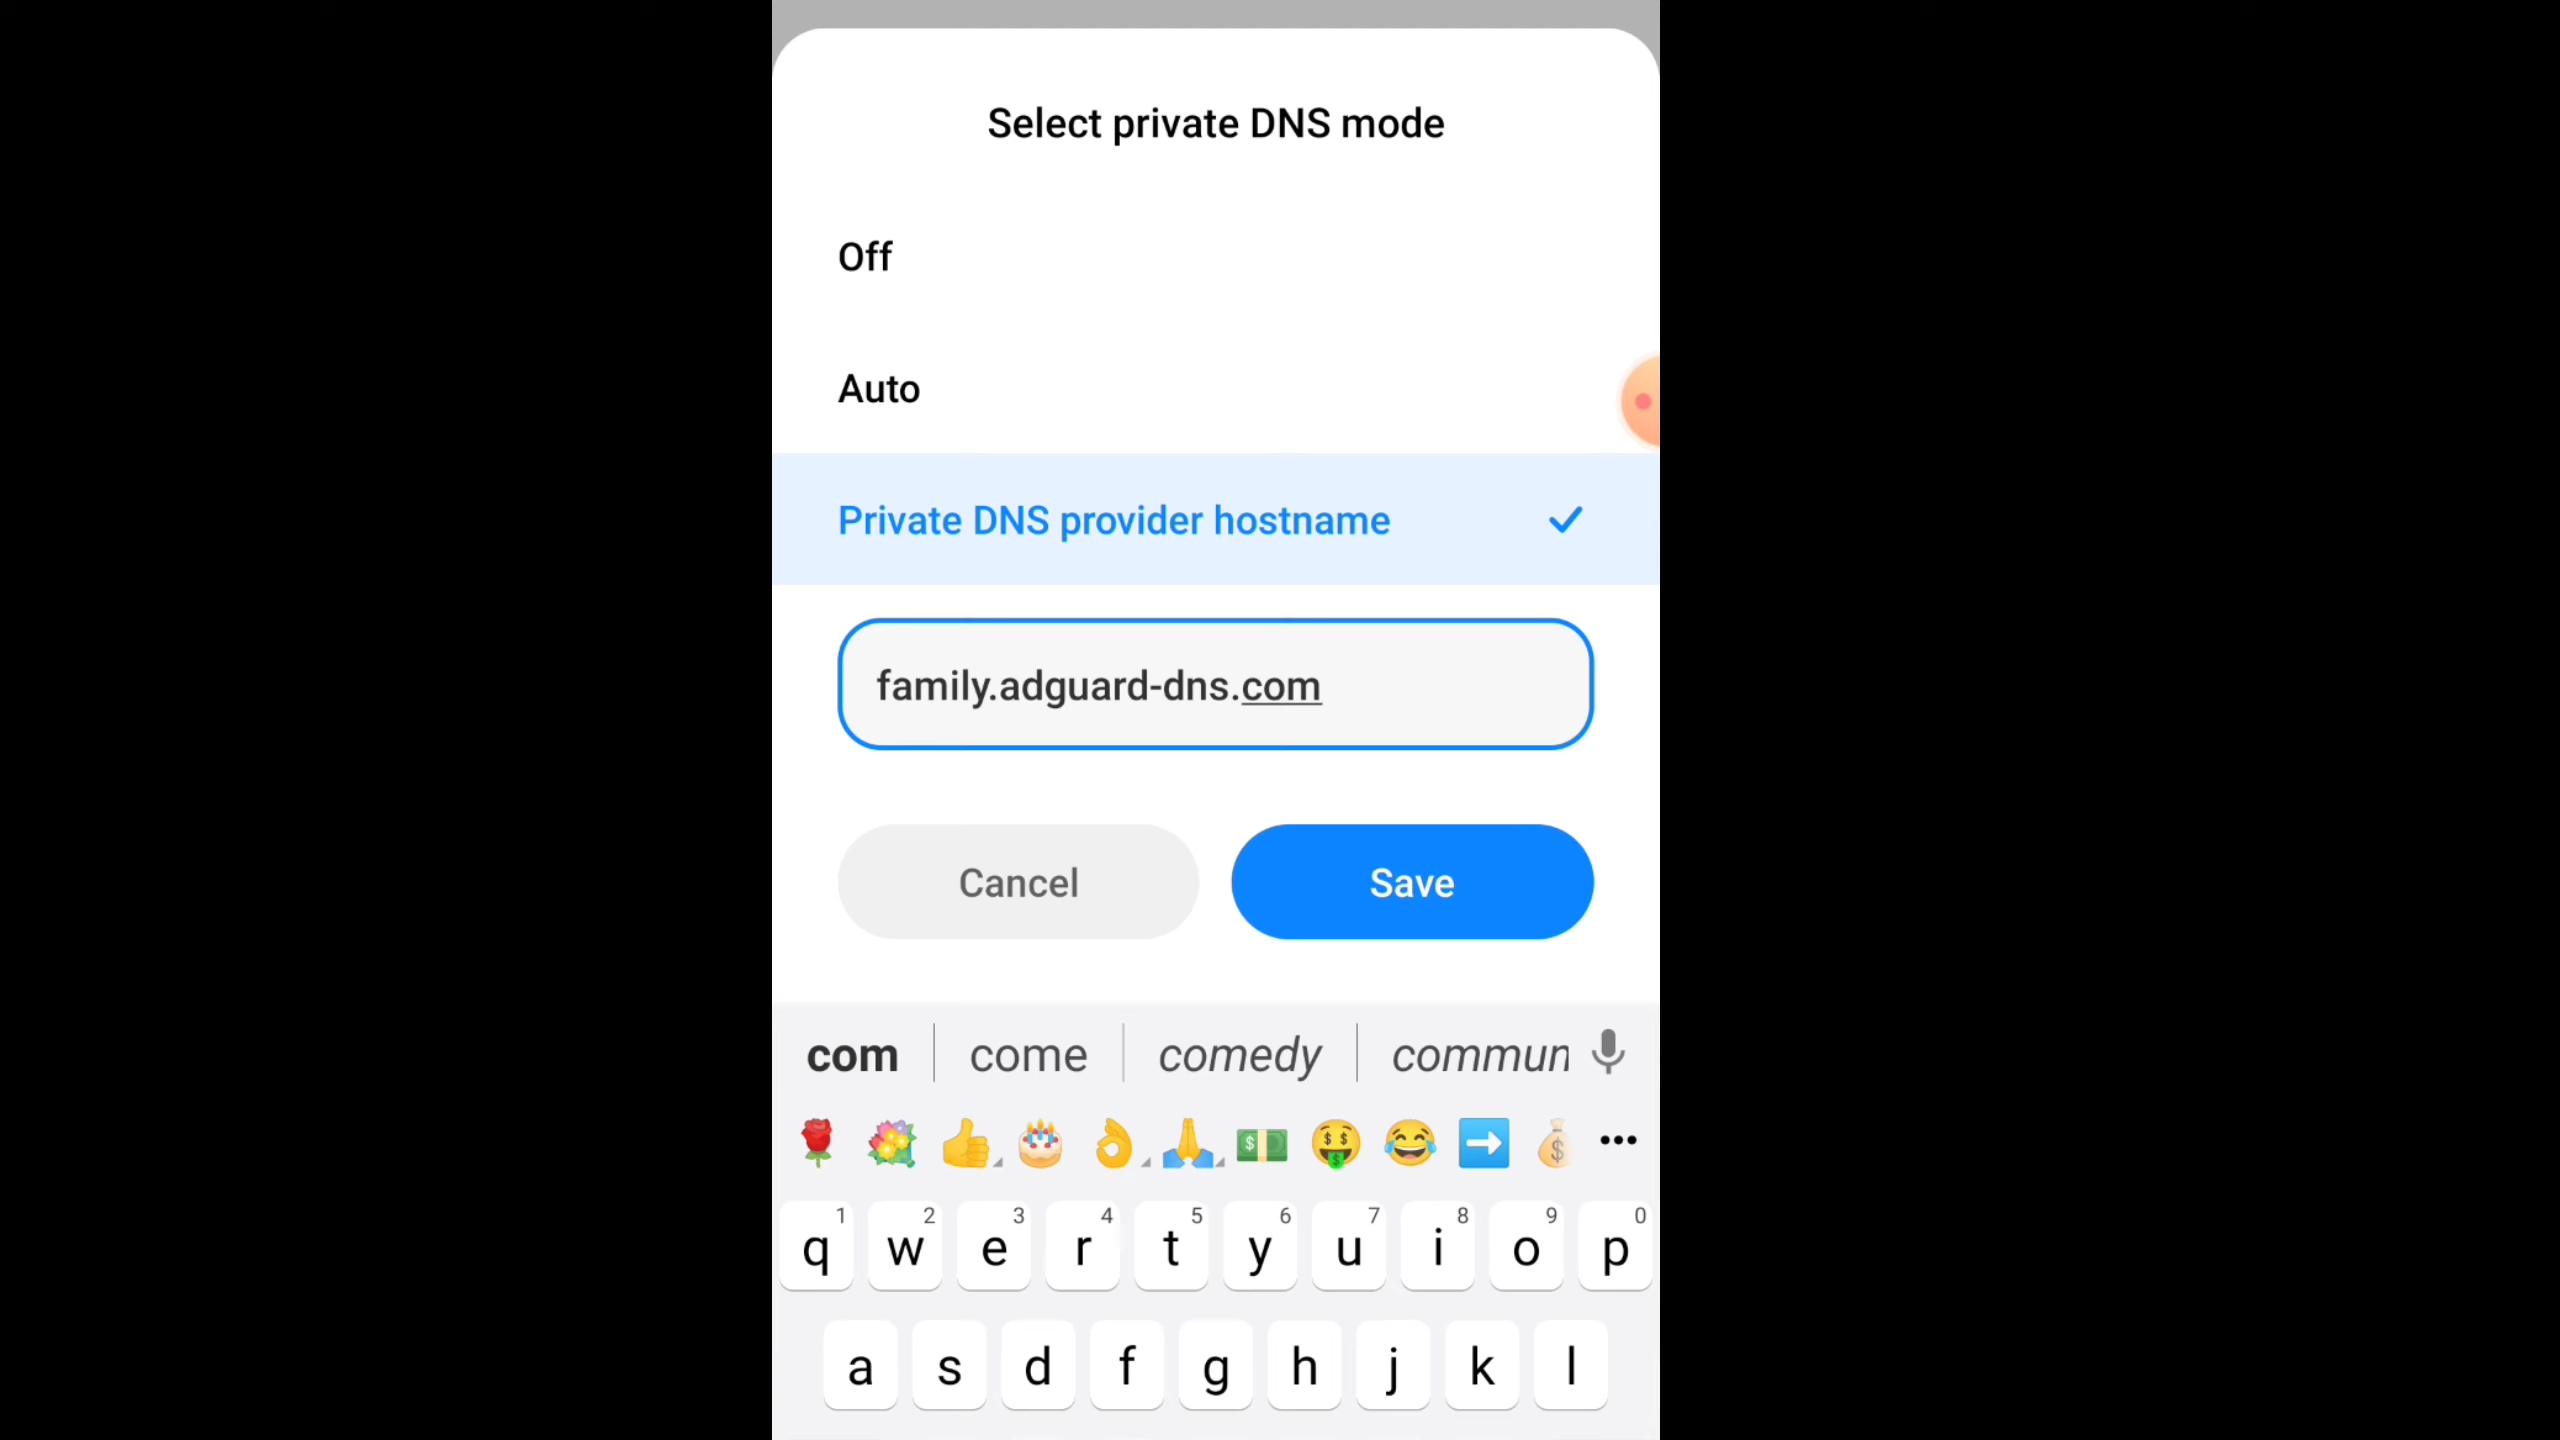 Select private DNS mode
Off
Auto
Private DNS provider hostname
family.adguard-dns.com
Cancel Save
com come comedy commun
1 2 3 4 5 6 7 8 9 0
q w e r t y u i o p
a s d f g h j k l